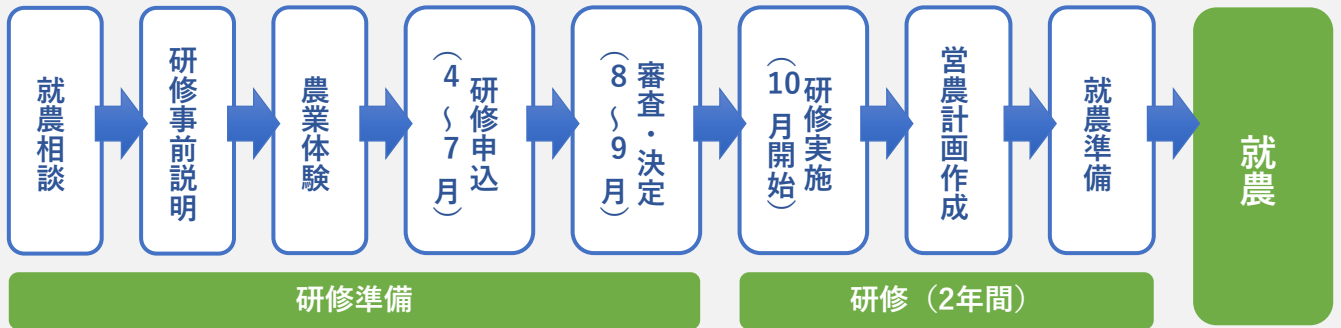 就農相談
研修事前説明
農業体験
研修申込
（4～7月）
審査・決定
（8～9月）
研修実施
（10月開始）
営農計画作成
就農準備
就農
研修準備
研修（2年間）